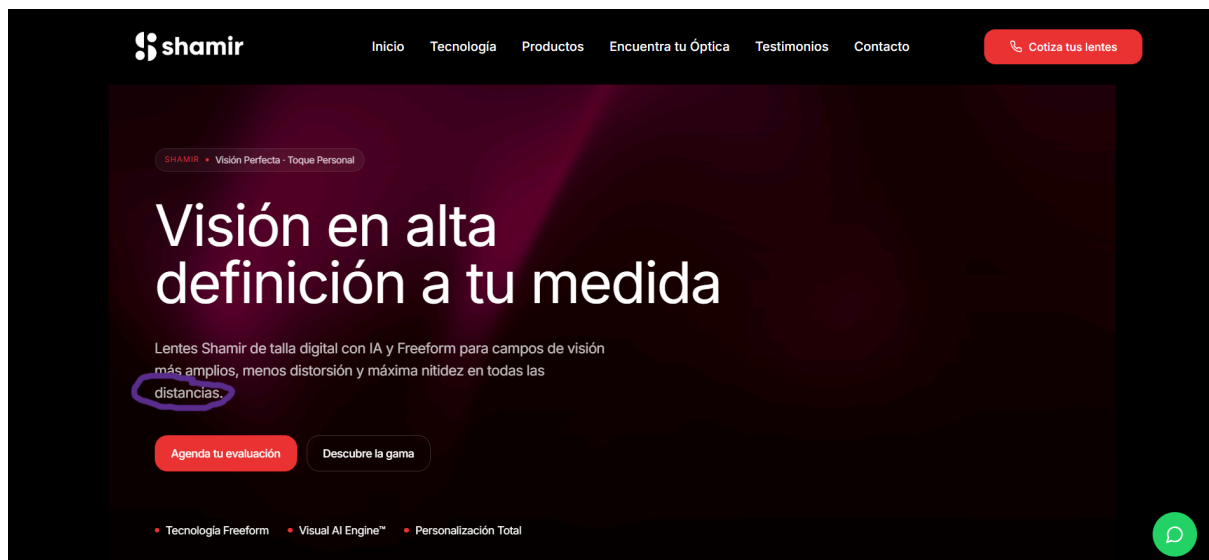 shamir
Inicio Tecnología Productos Encuentra tu Óptica Testimonios Contacto
Cotiza tus lentes
SHAMIR • Visión Perfecta - Toque Personal
Visión en alta
definición a tu medida
Lentes Shamir de talla digital con IA y Freeform para campos de visión
más amplios, menos distorsión y máxima nitidez en todas las
distancias.
Agenda tu evaluación Descubre la gama
• Tecnología Freeform • Visual AI Engine™ • Personalización Total